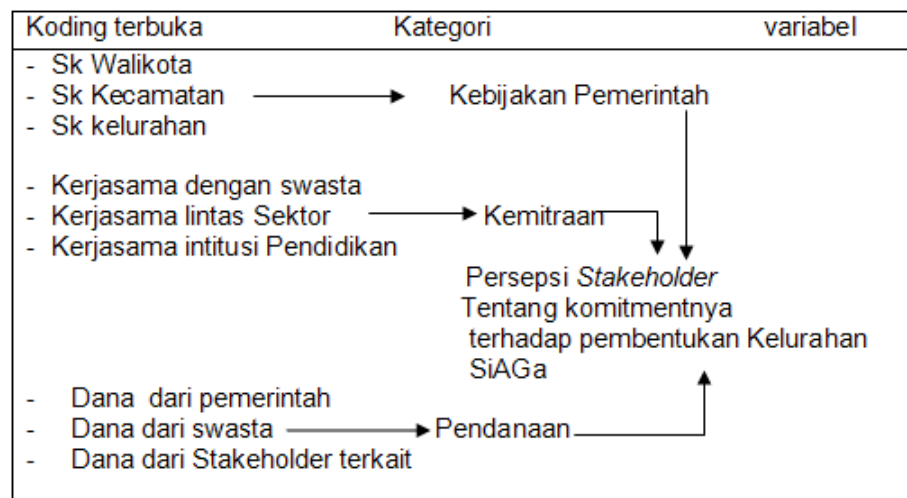 Koding terbuka Kategori variabel
- Sk Walikota
- Sk Kecamatan Kebijakan Pemerintah
- Sk kelurahan
- Kerjasama dengan swasta
- Kerjasama lintas Sektor Kemitraan
- Kerjasama intitusi Pendidikan
Persepsi Stakeholder
Tentang komitmentnya
terhadap pembentukan Kelurahan
SiAGa
- Dana dari pemerintah
- Dana dari swasta Pendanaan
- Dana dari Stakeholder terkait